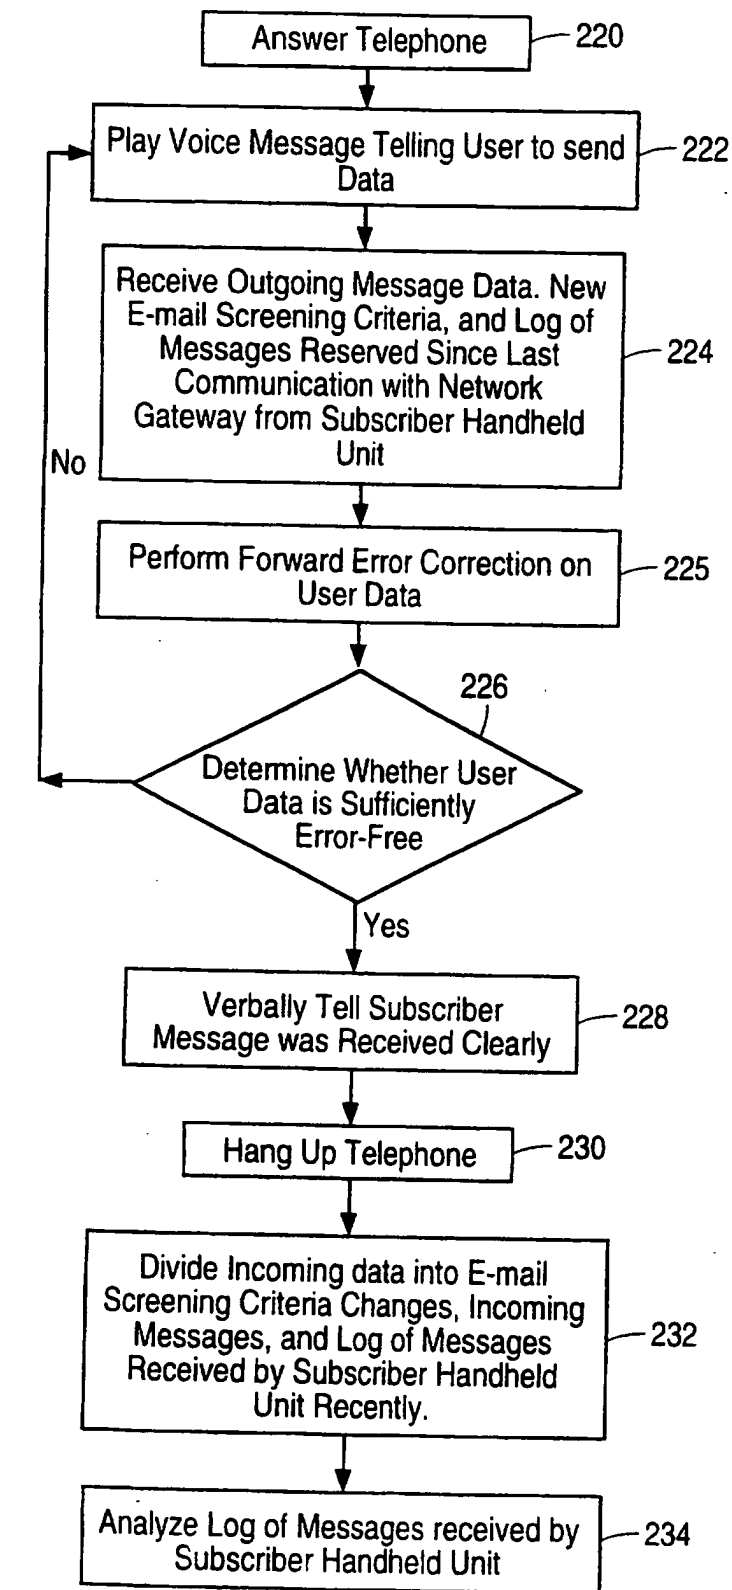 Answer Telephone
220
Play Voice Message Telling User to send
Data
222
Receive Outgoing Message Data. New
E-mail Screening Criteria, and Log of
Messages Reserved Since Last
Communication with Network
Gateway from Subscriber Handheld
Unit
224
No
Perform Forward Error Correction on
User Data
225
226
Determine Whether User
Data is Sufficiently
Error-Free
Yes
Verbally Tell Subscriber
Message was Received Clearly
228
Hang Up Telephone
230
Divide Incoming data into E-mail
Screening Criteria Changes, Incoming
Messages, and Log of Messages
Received by Subscriber Handheld
Unit Recently.
232
Analyze Log of Messages received by
Subscriber Handheld Unit
234